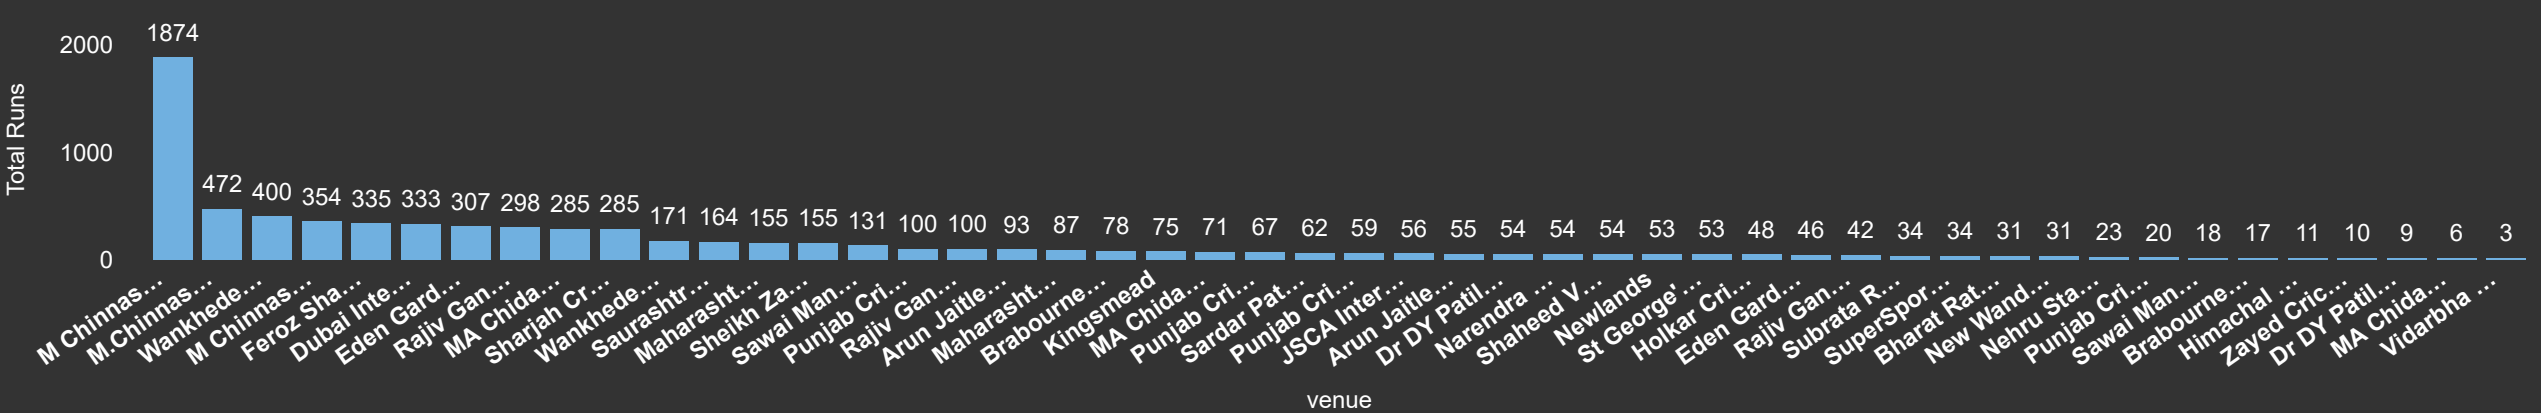 2000
1000
0
Total Runs
1874
472
400
354
335
333
307
298
285
285
171
164
155
155
131
100
100
93
87
78
75
71
67
62
59
56
55
54
54
54
53
53
48
46
42
34
34
31
31
23
20
18
17
11
10
9
6
3
M Chinnas...
M.Chinnas...
Wankhede...
M Chinnas...
Feroz Sha...
Dubai Inte...
Eden Gard...
Rajiv Gan...
MA Chida...
Sharjah Cr...
Wankhede...
Saurashtr...
Maharasht...
Sheikh Za...
Sawai Man...
Punjab Cri...
Rajiv Gan...
Arun Jaitle...
Maharasht...
Brabourne...
Kingsmead
MA Chida...
Punjab Cri...
Sardar Pat...
Punjab Cri...
JSCA Inter...
Arun Jaitle...
Dr DY Patil...
Narendra ...
Shaheed V...
Newlands
St George'...
Holkar Cri...
Eden Gard...
Rajiv Gan...
Subrata R...
SuperSpor...
Bharat Rat...
New Wand...
Nehru Sta...
Punjab Cri...
Sawai Man...
Brabourne...
Himachal ...
Zayed Cric...
Dr DY Patil...
MA Chida...
Vidarbha ...
venue